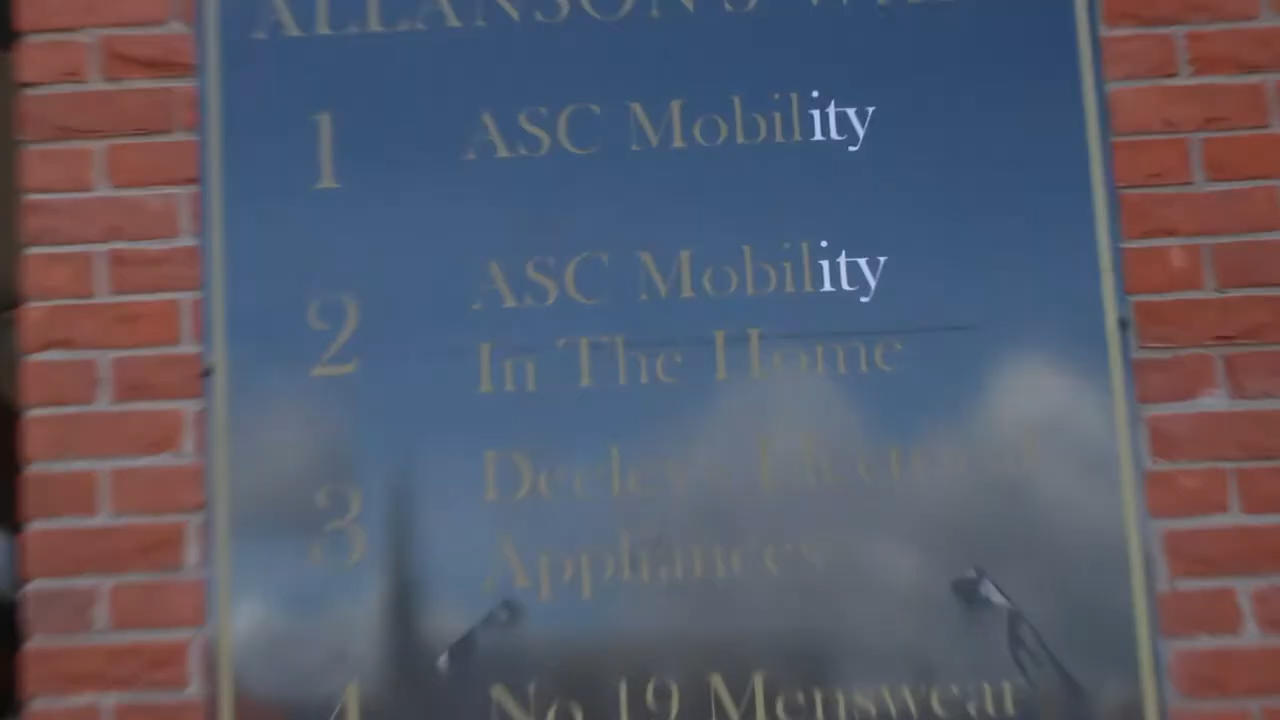 ALLANSON'S
1 ASC Mobility
2 ASC Mobility
In The Home
3 Deeley's Electrical
Appliances
4 No 19 Menswear